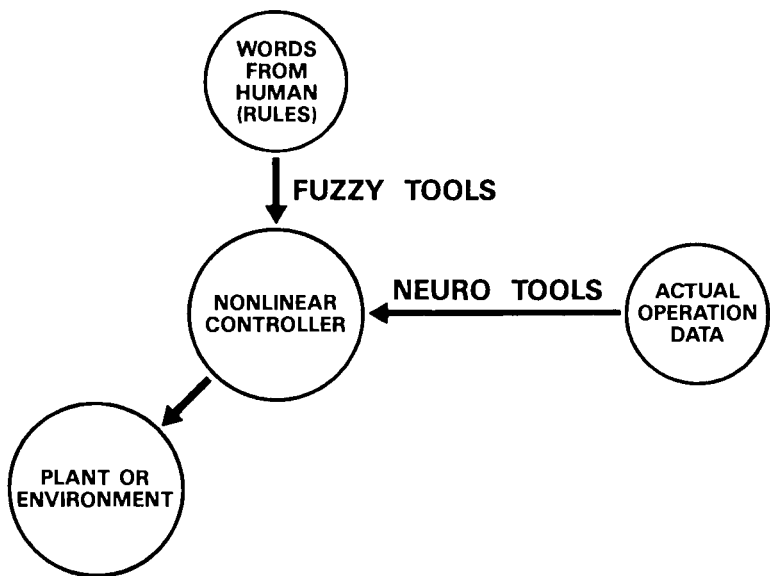 WORDS
FROM
HUMAN
(RULES)
FUZZY TOOLS
NONLINEAR
CONTROLLER
NEURO TOOLS
ACTUAL
OPERATION
DATA
PLANT OR
ENVIRONMENT